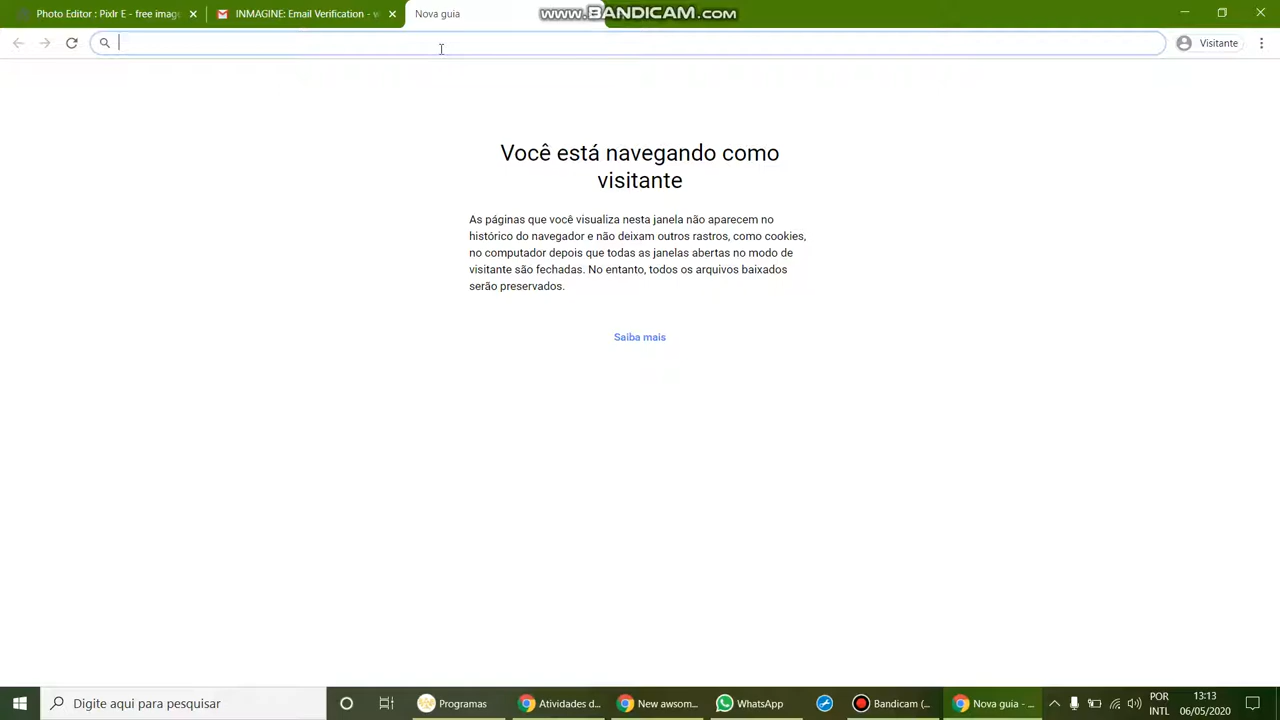 Photo Editor : Pixlr E - free imag
INMAGINE: Email Verification - v
Nova guia
www.BANDICAM.com
Visitante
Você está navegando como
visitante
As páginas que você visualiza nesta janela não aparecem no
histórico do navegador e não deixam outros rastros, como cookies,
no computador depois que todas as janelas abertas no modo de
visitante são fechadas. No entanto, todos os arquivos baixados
serão preservados.
Saiba mais
Digite aqui para pesquisar
Programas
Atividades d...
New awsom...
WhatsApp
Bandicam (...
Nova guia - ...
POR
INTL
13:13
06/05/2020